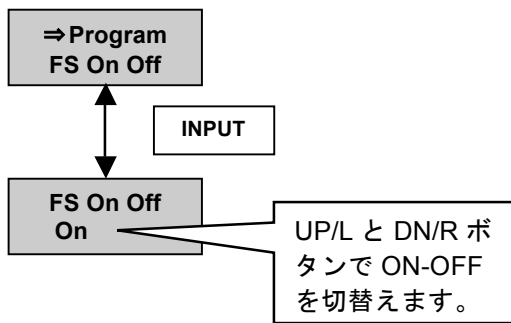 ⇒Program
FS On Off
INPUT
FS On Off
On
UP/L と DN/R ボ
タンで ON-OFF
を切替えます。